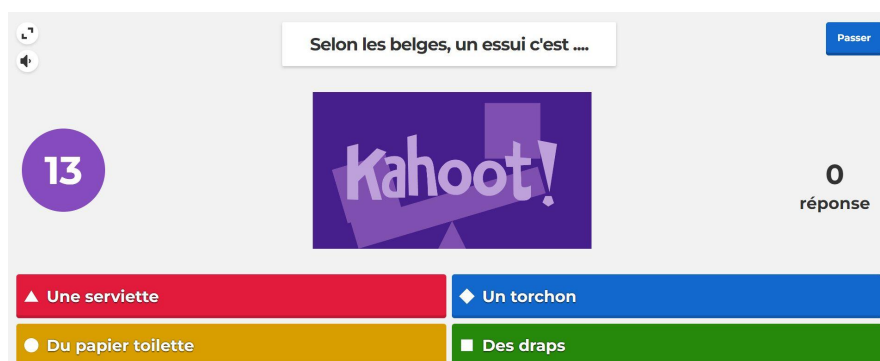 Selon les belges, un essui c'est ....
Passer
Kahoot!
13
0
réponse
Une serviette
Un torchon
Du papier toilette
Des draps